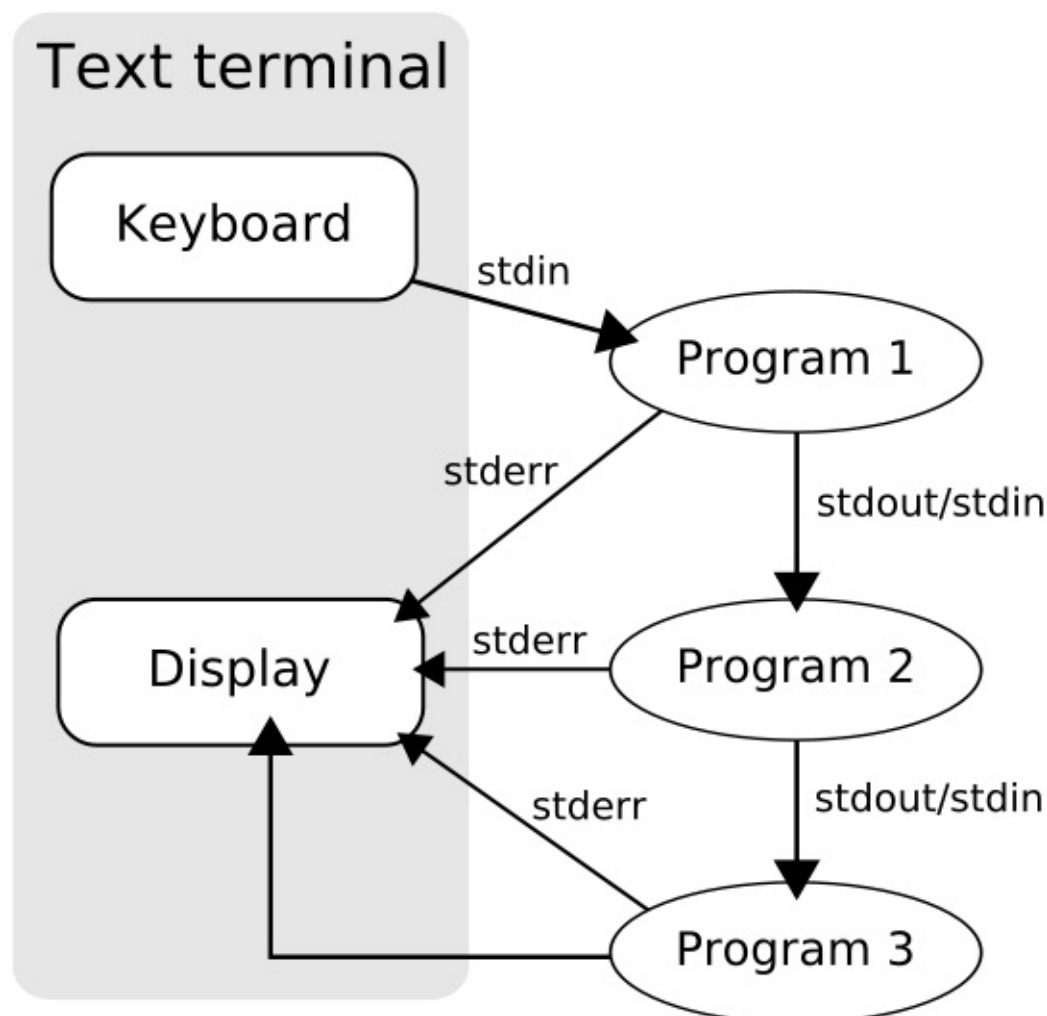 Text terminal
Keyboard
stdin
Program 1
stderr
stdout/stdin
Display
stderr
Program 2
stderr
stdout/stdin
Program 3